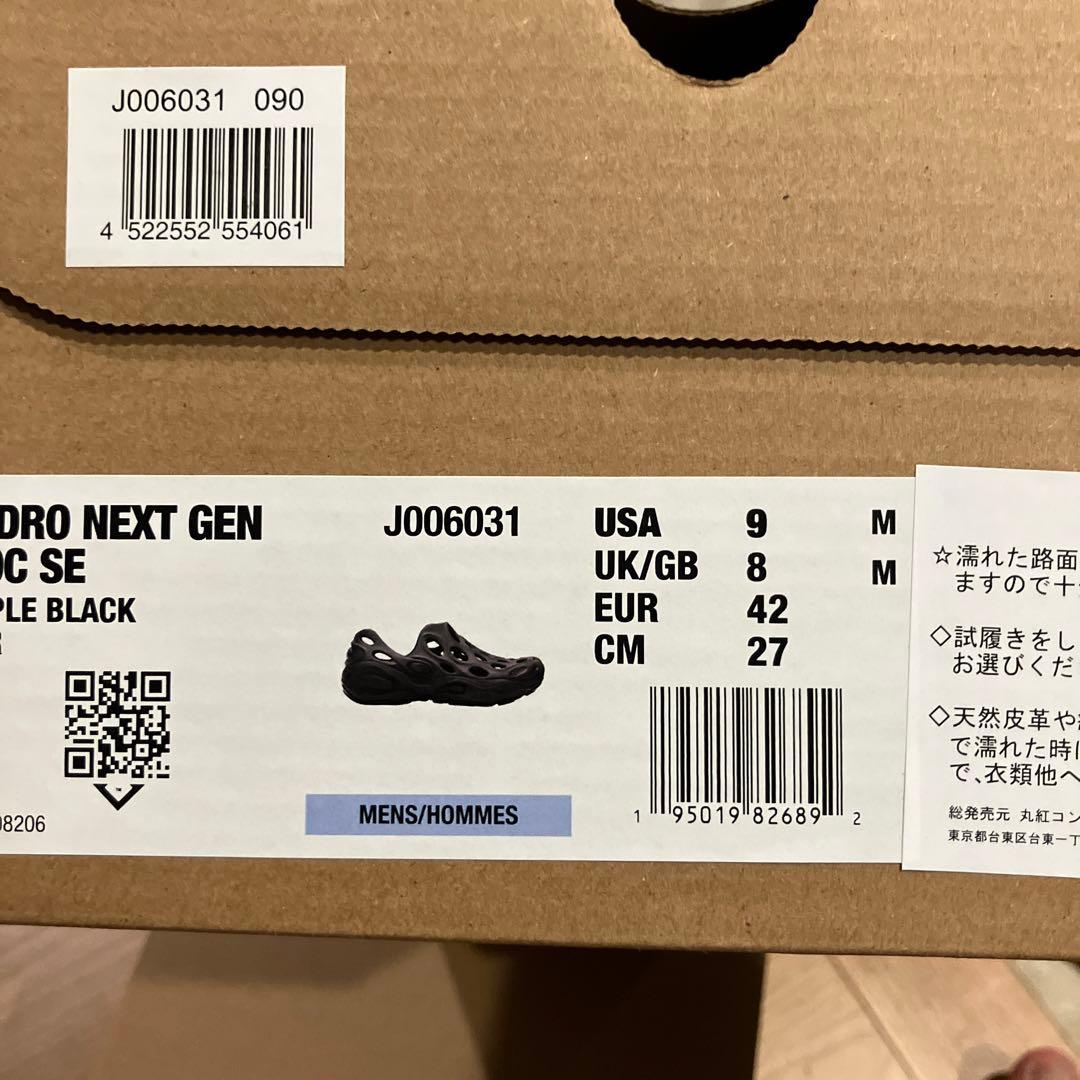 J006031 090
4 522552 554061
DRO NEXT GEN
OC SE
PLE BLACK
R
J006031
USA 9 M
UK/GB 8 M
EUR 42
CM 27
MENS/HOMMES
08206
1 95019 82689 2
☆濡れた路面
ますので十
◇試履きをし
お選びくだ
◇天然皮革や
で濡れた時に
で、衣類他へ
総発売元 丸紅コン
東京都台東区台東一丁